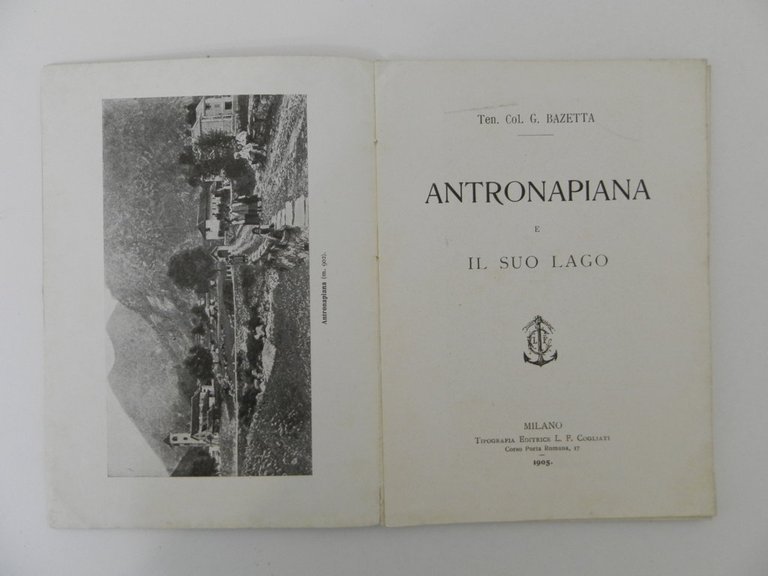 Antronapiana (m. 902).
Ten. Col. G. BAZETTA
ANTRONAPIANA
E
IL SUO LAGO
MILANO
Tipografia Editrice L. F. Cogliati
Corso Porta Romana, 17
1905.